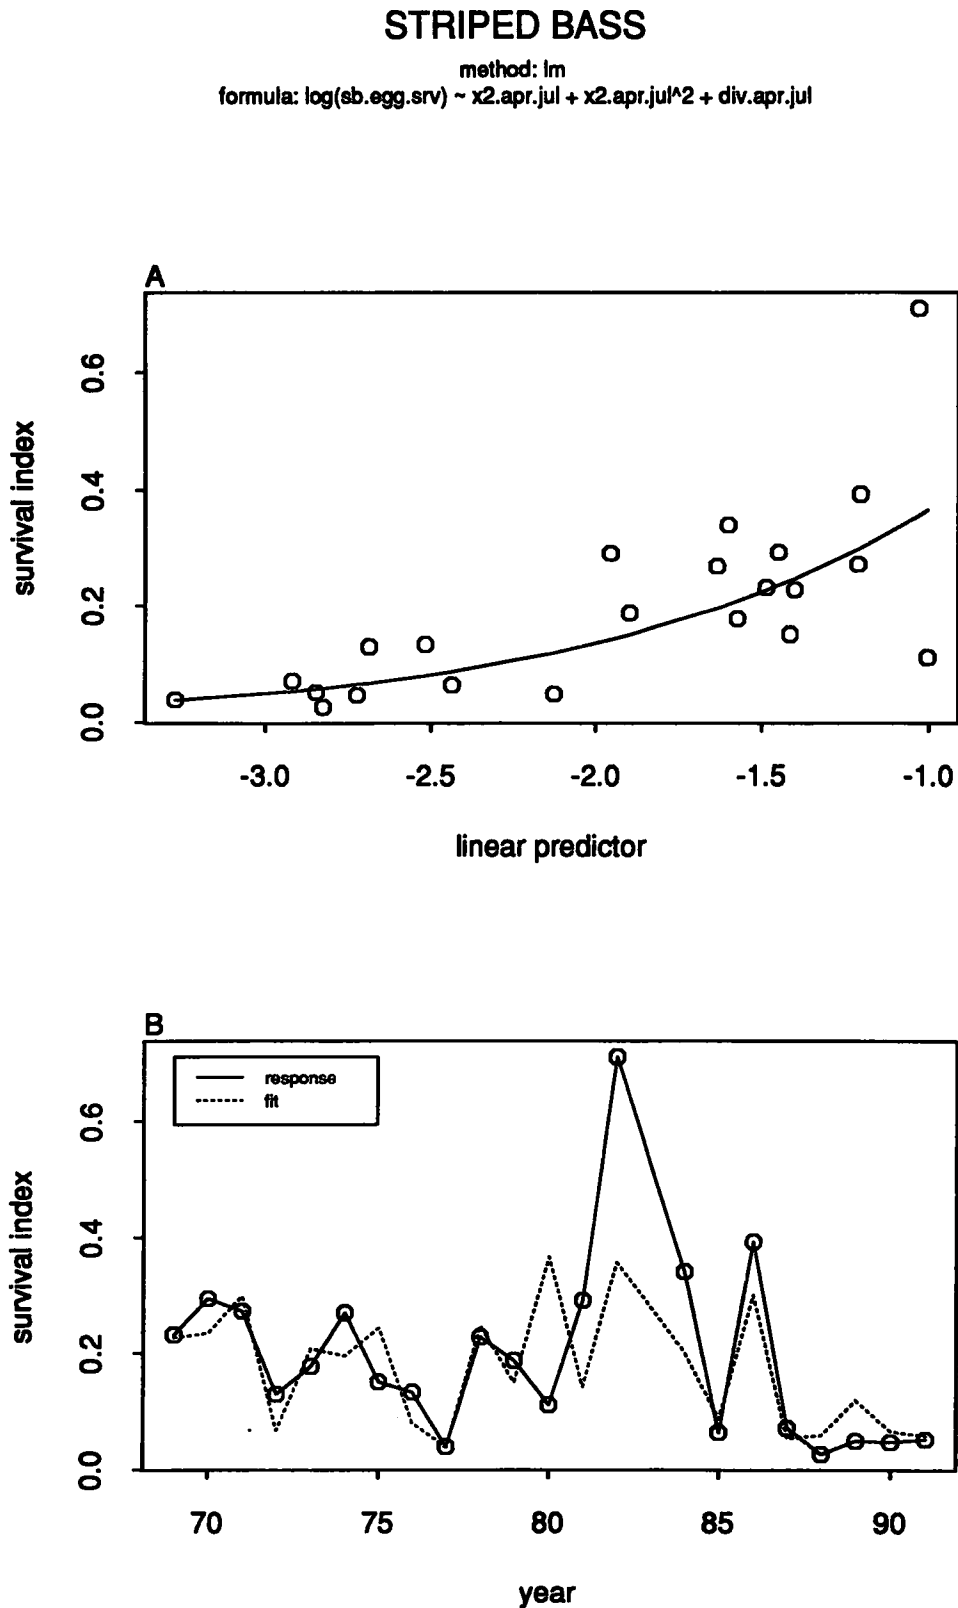 STRIPED BASS
method: lm
formula: log(sb.egg.srv) ~ x2.apr.jul + x2.apr.jul^2 + div.apr.jul
A
survival index
0.6
0.4
0.2
0.0
-3.0 -2.5 -2.0 -1.5 -1.0
linear predictor
B
response
fit
survival index
0.6
0.4
0.2
0.0
70 75 80 85 90
year